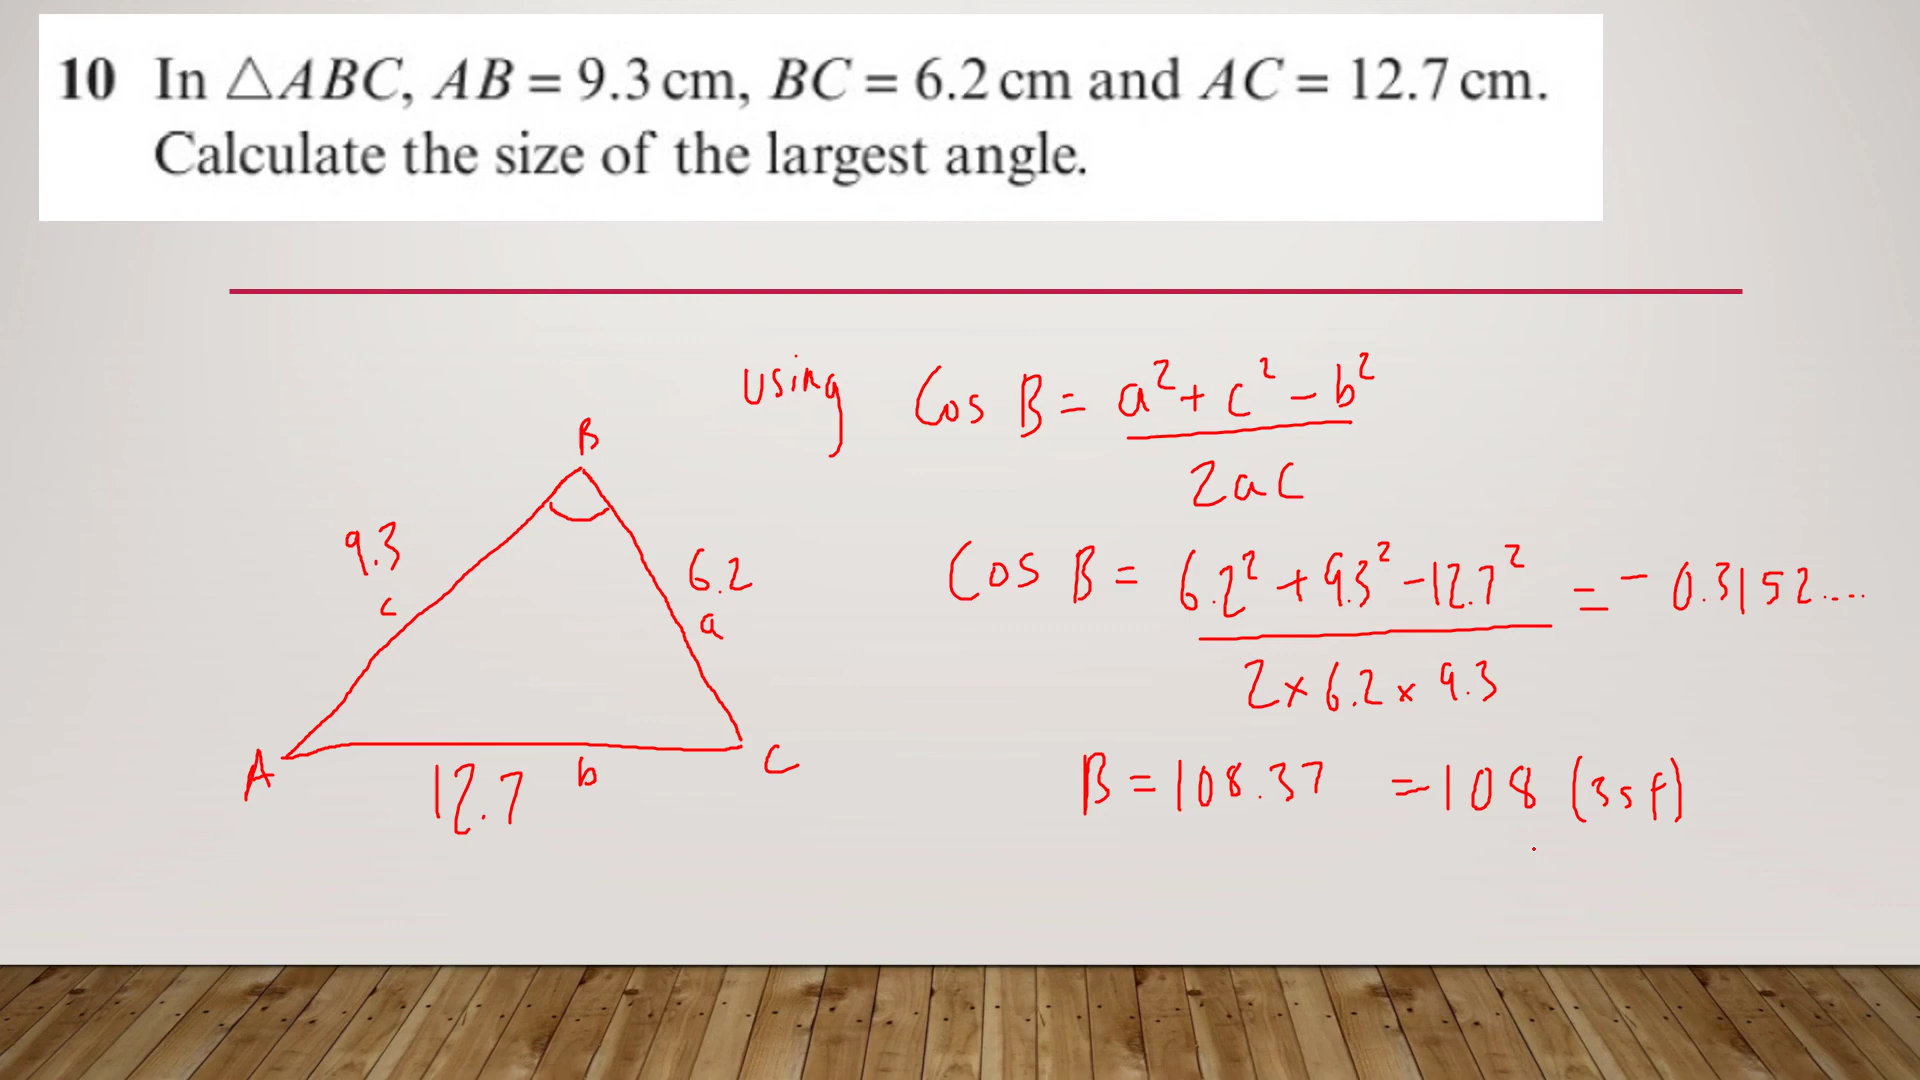 10 In △ABC, AB = 9.3 cm, BC = 6.2 cm and AC = 12.7 cm.
Calculate the size of the largest angle.
using Cos B = a² + c² – b²
2ac
B
9.3
c
6.2
a
A
12.7 b
C
Cos B = 6.2² + 9.3² – 12.7² = – 0.3152....
2 × 6.2 × 9.3
B = 108.37 = 108 (3sf)